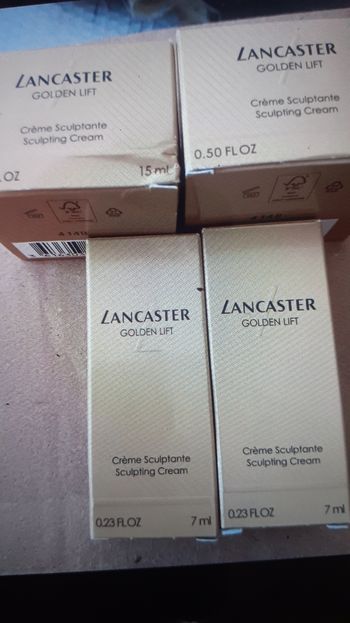 LANCASTER
GOLDEN LIFT
Crème Sculptante
Sculpting Cream
OZ
15 ml
LANCASTER
GOLDEN LIFT
Crème Sculptante
Sculpting Cream
0.50 FL OZ
LANCASTER
GOLDEN LIFT
Crème Sculptante
Sculpting Cream
0.23 FL OZ
7 ml
LANCASTER
GOLDEN LIFT
Crème Sculptante
Sculpting Cream
0.23 FL OZ
7 ml